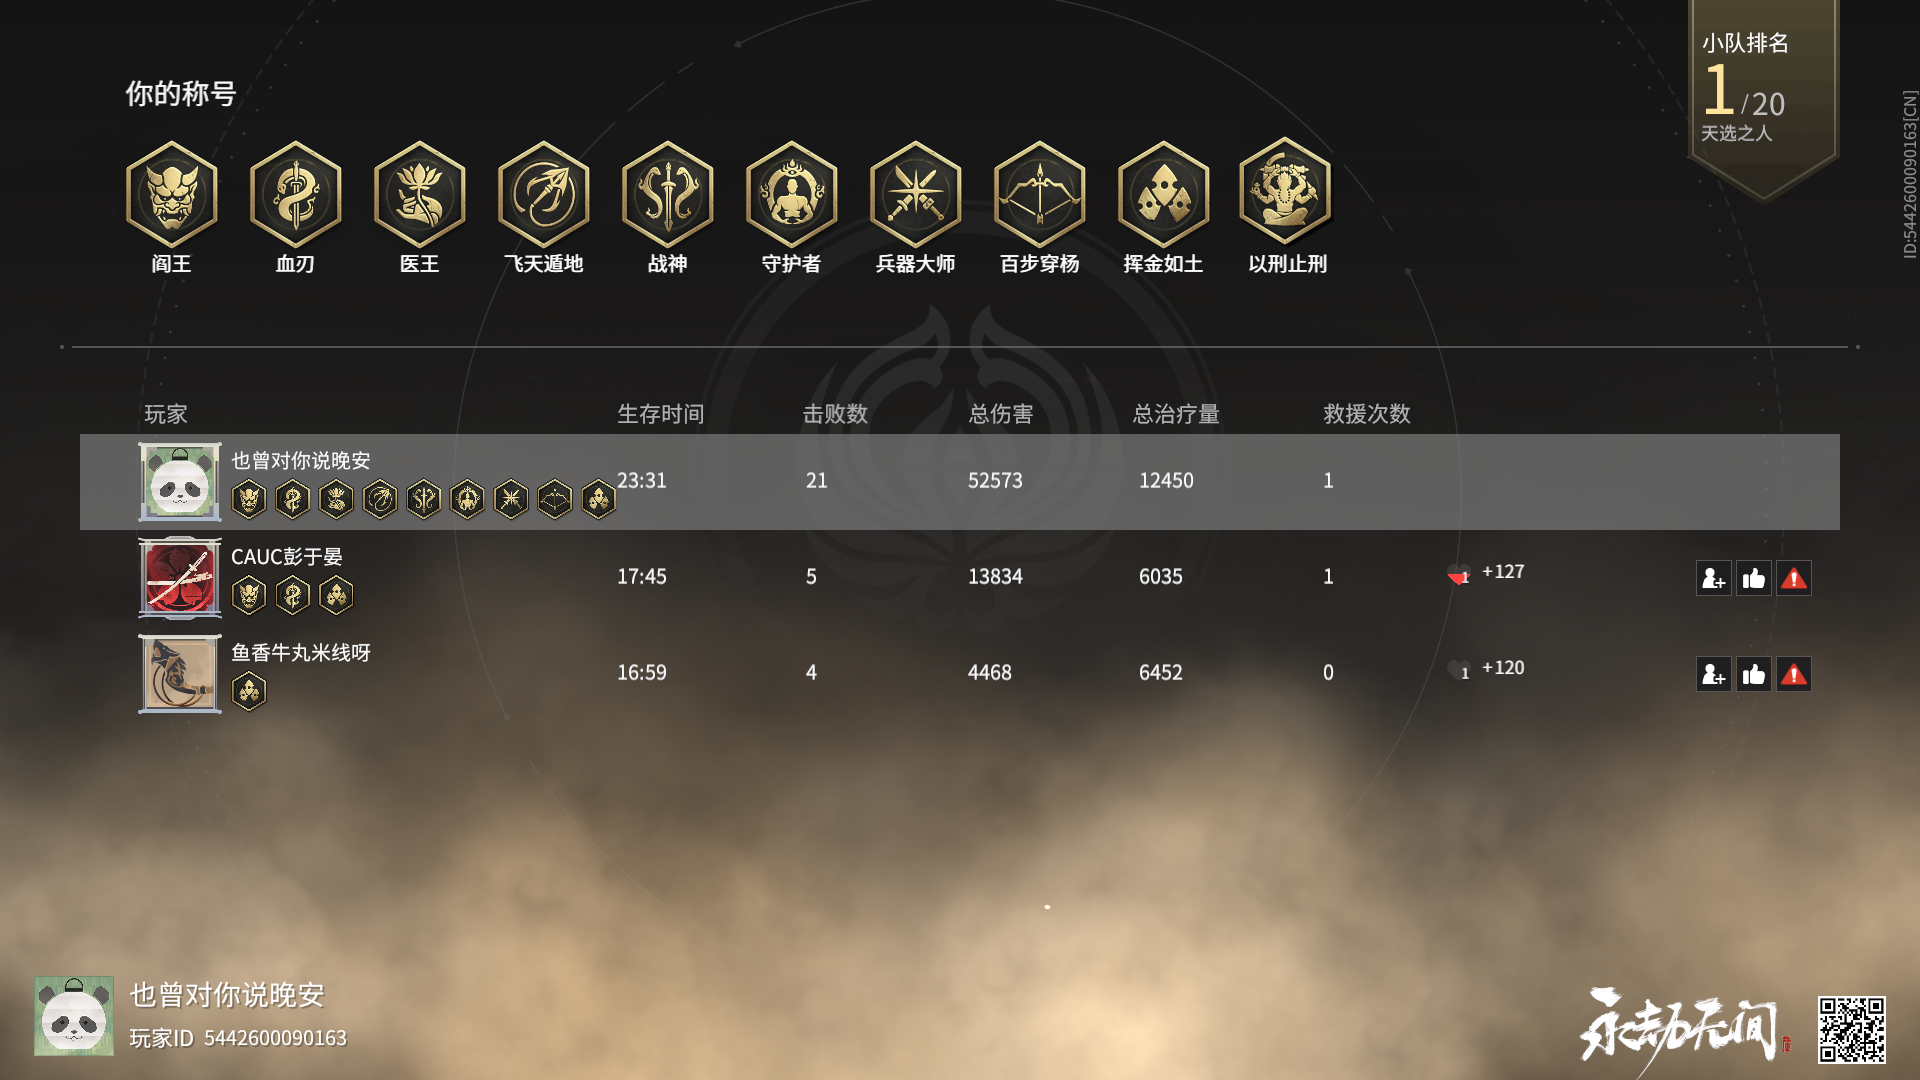 小队排名
1/20
天选之人
ID:5442600090163[CN]
你的称号
阎王 血刃 医王 飞天遁地 战神 守护者 兵器大师 百步穿杨 挥金如土 以刑止刑
玩家 生存时间 击败数 总伤害 总治疗量 救援次数
也曾对你说晚安
23:31 21 52573 12450 1
CAUC彭于晏
17:45 5 13834 6035 1 1 +127
鱼香牛丸米线呀
16:59 4 4468 6452 0 1 +120
也曾对你说晚安
玩家ID 5442600090163
永劫无间